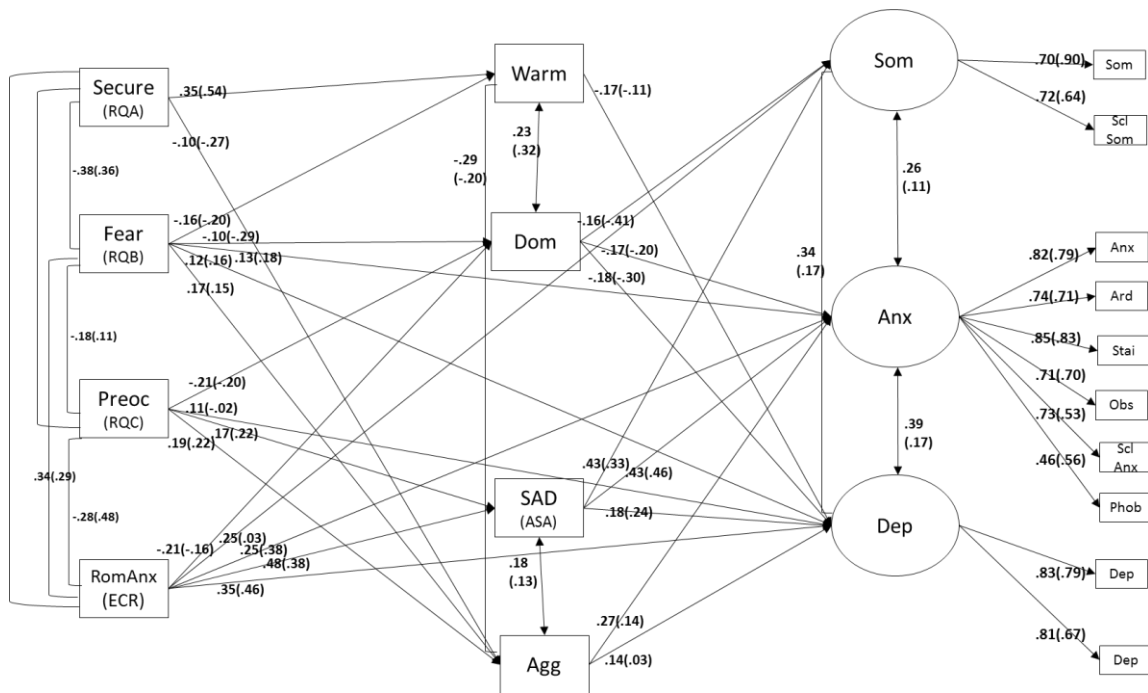 Secure
(RQA)
Fear
(RQB)
Preoc
(RQC)
RomAnx
(ECR)
-.38(.36)
-.18(.11)
.34(.29)
-.28(.48)
.35(.54)
-.10(-.27)
-.16(-.20)
-.10(-.29)
.12(.16)
.13(.18)
.17(.15)
-.21(-.20)
.11(-.02)
.17(.22)
.19(.22)
-.21(-.16)
.25(.03)
.25(.38)
.48(.38)
.35(.46)
Warm
Dom
SAD
(ASA)
Agg
.23
(.32)
-.29
(-.20)
.18
(.13)
-.17(-.11)
-.16(-.41)
-.17(-.20)
-.18(-.30)
.43(.33)
.43(.46)
.18(.24)
.27(.14)
.14(.03)
Som
Anx
Dep
.26
(.11)
.34
(.17)
.39
(.17)
.70(.90)
.72(.64)
.82(.79)
.74(.71)
.85(.83)
.71(.70)
.73(.53)
.46(.56)
.83(.79)
.81(.67)
Som
Scl
Som
Anx
Ard
Stai
Obs
Scl
Anx
Phob
Dep
Dep